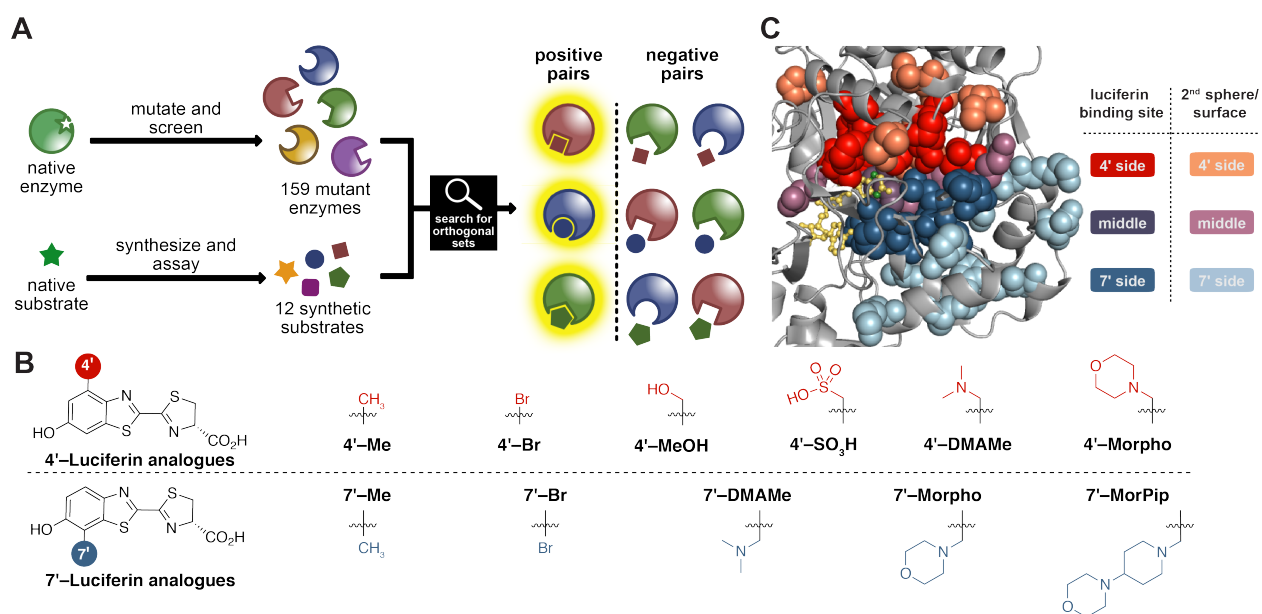 A
native
enzyme
mutate and
screen
159 mutant
enzymes
native
substrate
synthesize and
assay
12 synthetic
substrates
search for
orthogonal
sets
positive
pairs
negative
pairs
C
luciferin
binding site
2nd sphere/
surface
4' side
4' side
middle
middle
7' side
7' side
B
4'
S
N
HO
S
N
CO2H
4'–Luciferin analogues
CH3
4'–Me
Br
4'–Br
HO
4'–MeOH
O
O
S
HO
4'–SO3H
N
4'–DMAMe
O
N
4'–Morpho
S
N
HO
S
N
CO2H
7'
7'–Luciferin analogues
7'–Me
CH3
7'–Br
Br
7'–DMAMe
N
7'–Morpho
N
O
7'–MorPip
N
N
O